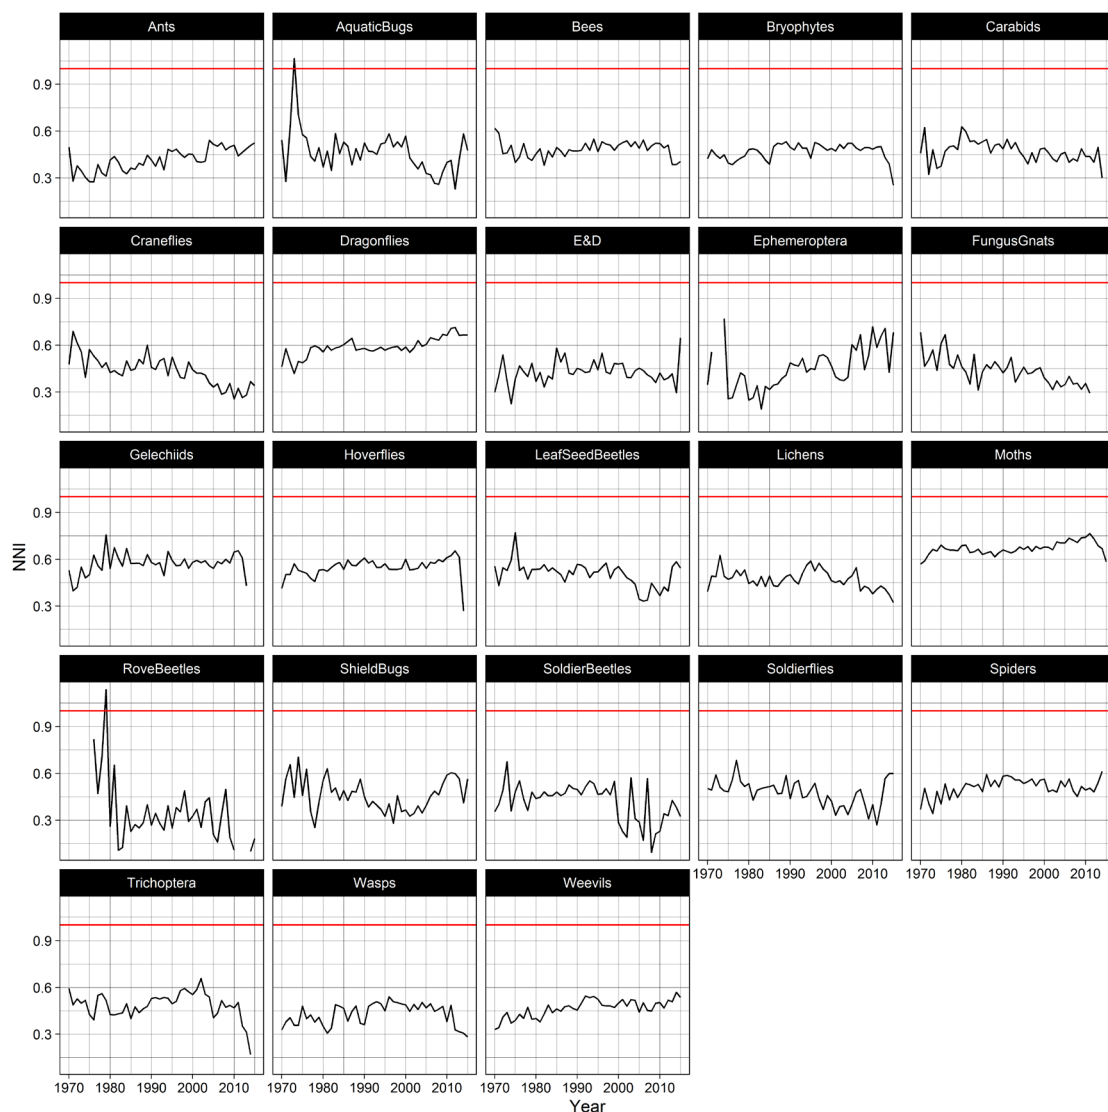 Ants AquaticBugs Bees Bryophytes Carabids
0.9
0.6
0.3
Craneflies Dragonflies E&D Ephemeroptera FungusGnats
0.9
0.6
0.3
Gelechiids Hoverflies LeafSeedBeetles Lichens Moths
0.9
0.6
0.3
NNI
RoveBeetles ShieldBugs SoldierBeetles Soldierflies Spiders
0.9
0.6
0.3
1970 1980 1990 2000 2010 1970 1980 1990 2000 2010
Trichoptera Wasps Weevils
0.9
0.6
0.3
1970 1980 1990 2000 2010 1970 1980 1990 2000 2010 1970 1980 1990 2000 2010
Year